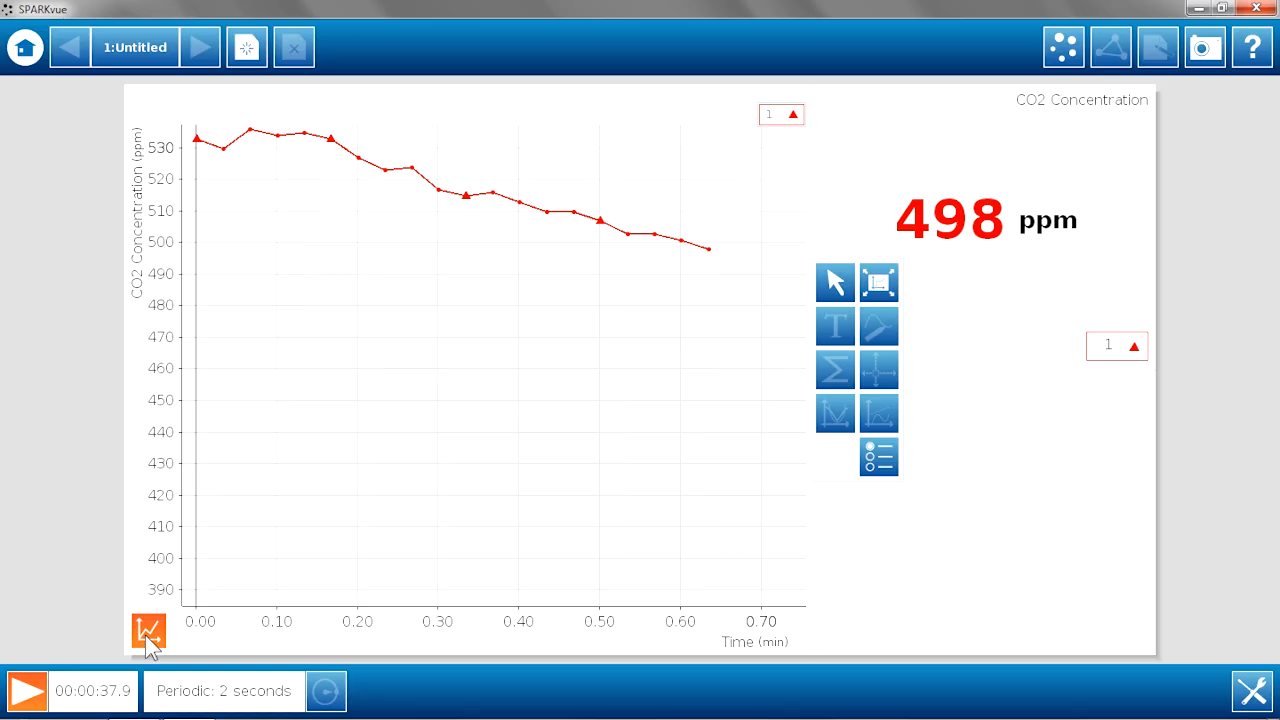 SPARKvue
1:Untitled
?
CO2 Concentration
1
498 ppm
CO2 Concentration (ppm)
530
520
510
500
490
480
470
460
450
440
430
420
410
400
390
T
Σ
1
0.00 0.10 0.20 0.30 0.40 0.50 0.60 0.70
Time (min)
00:00:37.9
Periodic: 2 seconds